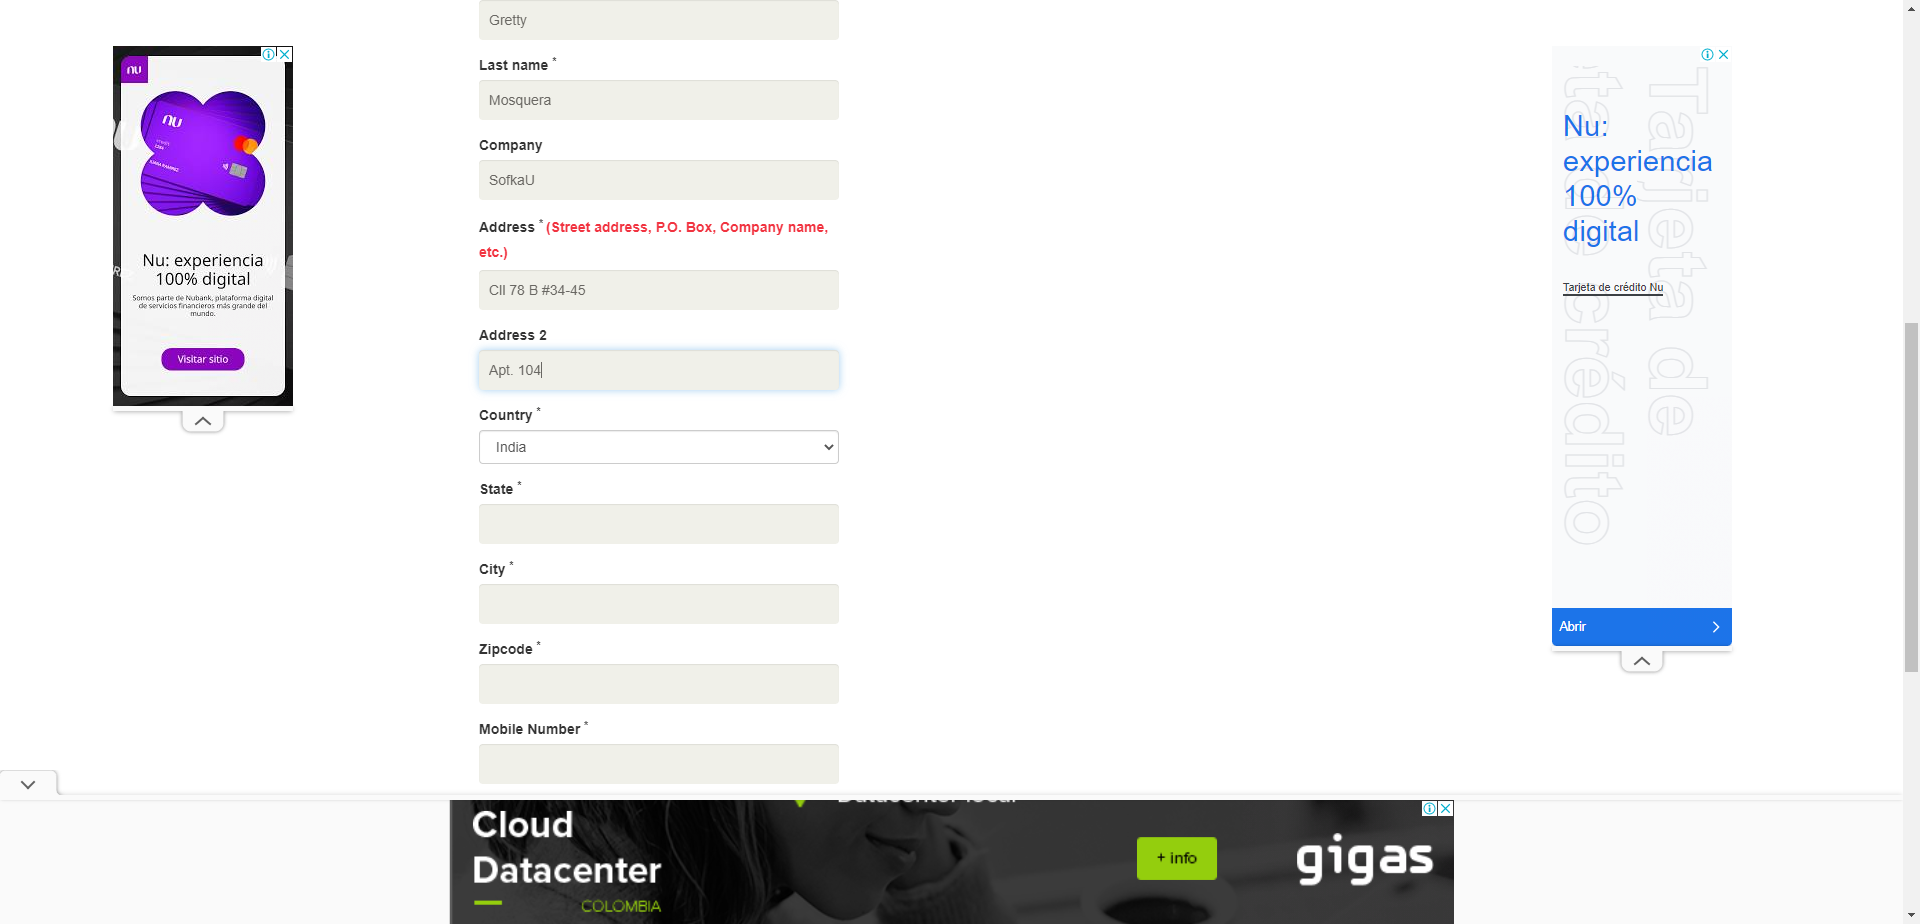 Gretty
Last name *
Mosquera
Company
SofkaU
Address * (Street address, P.O. Box, Company name,
etc.)
Cll 78 B #34-45
Address 2
Apt. 104
Country *
India
State *
City *
Zipcode *
Mobile Number *
nu
nu
Nu: experiencia
100% digital
Somos parte de Nubank, plataforma digital
de servicios financieros más grande del
mundo.
Visitar sitio
Tarjeta de
crédito
Nu:
experiencia
100%
digital
Tarjeta de crédito Nu
Abrir
Cloud
Datacenter
COLOMBIA
+ info
gigas